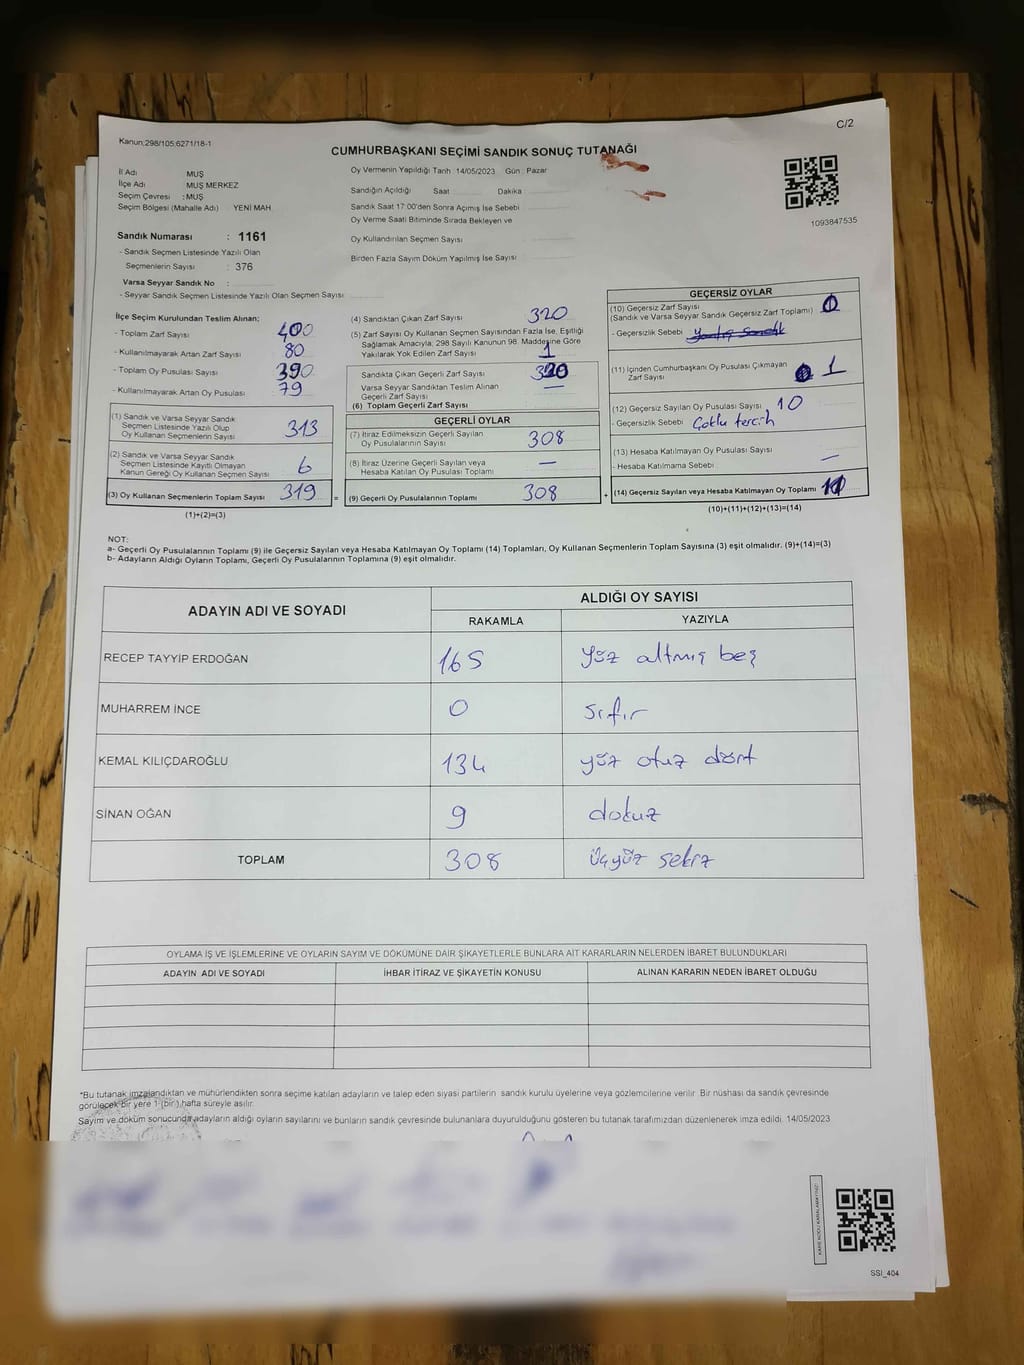 C/2
Kanun:298/105;6271/18-1
CUMHURBAŞKANI SEÇİMİ SANDIK SONUÇ TUTANAĞI
İl Adı MUŞ
İlçe Adı MUŞ MERKEZ
Seçim Çevresi : MUŞ
Seçim Bölgesi (Mahalle Adı) YENİ MAH
Sandık Numarası : 1161
- Sandık Seçmen Listesinde Yazılı Olan
Seçmenlerin Sayısı : 376
Varsa Seyyar Sandık No :
- Seyyar Sandık Seçmen Listesinde Yazılı Olan Seçmen Sayısı:
Oy Vermenin Yapıldığı Tarih 14/05/2023 Gün : Pazar
Sandığın Açıldığı Saat Dakika
Sandık Saat 17:00'den Sonra Açımış İse Sebebi
Oy Verme Saati Bitiminde Sırada Bekleyen ve
Oy Kullandırılan Seçmen Sayısı
Birden Fazla Sayım Döküm Yapılmış İse Sayısı
1093847535
İlçe Seçim Kurulundan Teslim Alınan;
- Toplam Zarf Sayısı 400
- Kullanılmayarak Artan Zarf Sayısı 80
- Toplam Oy Pusulası Sayısı 390
- Kullanılmayarak Artan Oy Pusulası 79
(1) Sandık ve Varsa Seyyar Sandık
Seçmen Listesinde Yazılı Olup
Oy Kullanan Seçmenlerin Sayısı 313
(2) Sandık ve Varsa Seyyar Sandık
Seçmen Listesinde Kayıtlı Olmayan
Kanun Gereği Oy Kullanan Seçmen Sayısı 6
(3) Oy Kullanan Seçmenlerin Toplam Sayısı 319 =
(1)+(2)=(3)
(4) Sandıktan Çıkan Zarf Sayısı 320
(5) Zarf Sayısı Oy Kullanan Seçmen Sayısından Fazla İse, Eşitliği
Sağlamak Amacıyla; 298 Sayılı Kanunun 98. Maddesine Göre
Yakılarak Yok Edilen Zarf Sayısı 1
Sandıkta Çıkan Geçerli Zarf Sayısı
Varsa Seyyar Sandıktan Teslim Alınan
Geçerli Zarf Sayısı —
(6) Toplam Geçerli Zarf Sayısı
GEÇERLİ OYLAR
(7) İtiraz Edilmeksizin Geçerli Sayılan
Oy Pusulalarının Sayısı 308
(8) İtiraz Üzerine Geçerli Sayılan veya
Hesaba Katılan Oy Pusulası Toplamı —
(9) Geçerli Oy Pusulalarının Toplamı 308 +
GEÇERSİZ OYLAR
(10) Geçersiz Zarf Sayısı
(Sandık ve Varsa Seyyar Sandık Geçersiz Zarf Toplamı) 0
- Geçersizlik Sebebi
(11) İçinden Cumhurbaşkanı Oy Pusulası Çıkmayan
Zarf Sayısı 1
(12) Geçersiz Sayılan Oy Pusulası Sayısı 10
- Geçersizlik Sebebi Çoklu tercih
(13) Hesaba Katılmayan Oy Pusulası Sayısı
- Hesaba Katılmama Sebebi —
(14) Geçersiz Sayılan veya Hesaba Katılmayan Oy Toplamı 11
(10)+(11)+(12)+(13)=(14)
NOT:
a- Geçerli Oy Pusulalarının Toplamı (9) ile Geçersiz Sayılan veya Hesaba Katılmayan Oy Toplamı (14) Toplamları, Oy Kullanan Seçmenlerin Toplam Sayısına (3) eşit olmalıdır. (9)+(14)=(3)
b- Adayların Aldığı Oyların Toplamı, Geçerli Oy Pusulalarının Toplamına (9) eşit olmalıdır.
ADAYIN ADI VE SOYADI ALDIĞI OY SAYISI
RAKAMLA YAZIYLA
RECEP TAYYİP ERDOĞAN 165 Yüz altmış beş
MUHARREM İNCE 0 sıfır
KEMAL KILIÇDAROĞLU 134 yüz otuz dört
SİNAN OĞAN 9 dokuz
TOPLAM 308 üçyüz sekiz
OYLAMA İŞ VE İŞLEMLERİNE VE OYLARIN SAYIM VE DÖKÜMÜNE DAİR ŞİKAYETLERLE BUNLARA AİT KARARLARIN NELERDEN İBARET BULUNDUKLARI
ADAYIN ADI VE SOYADI İHBAR İTİRAZ VE ŞİKAYETİN KONUSU ALINAN KARARIN NEDEN İBARET OLDUĞU
*Bu tutanak imzalandıktan ve mühürlendikten sonra seçime katılan adayların ve talep eden siyasi partilerin sandık kurulu üyelerine veya gözlemcilerine verilir. Bir nüshası da sandık çevresinde
görülecek bir yere 1 (bir) hafta süreyle asılır.
Sayım ve döküm sonucunda adayların aldığı oyların sayılarını ve bunların sandık çevresinde bulunanlara duyurulduğunu gösteren bu tutanak tarafımızdan düzenlenerek imza edildi. 14/05/2023
SSI_404